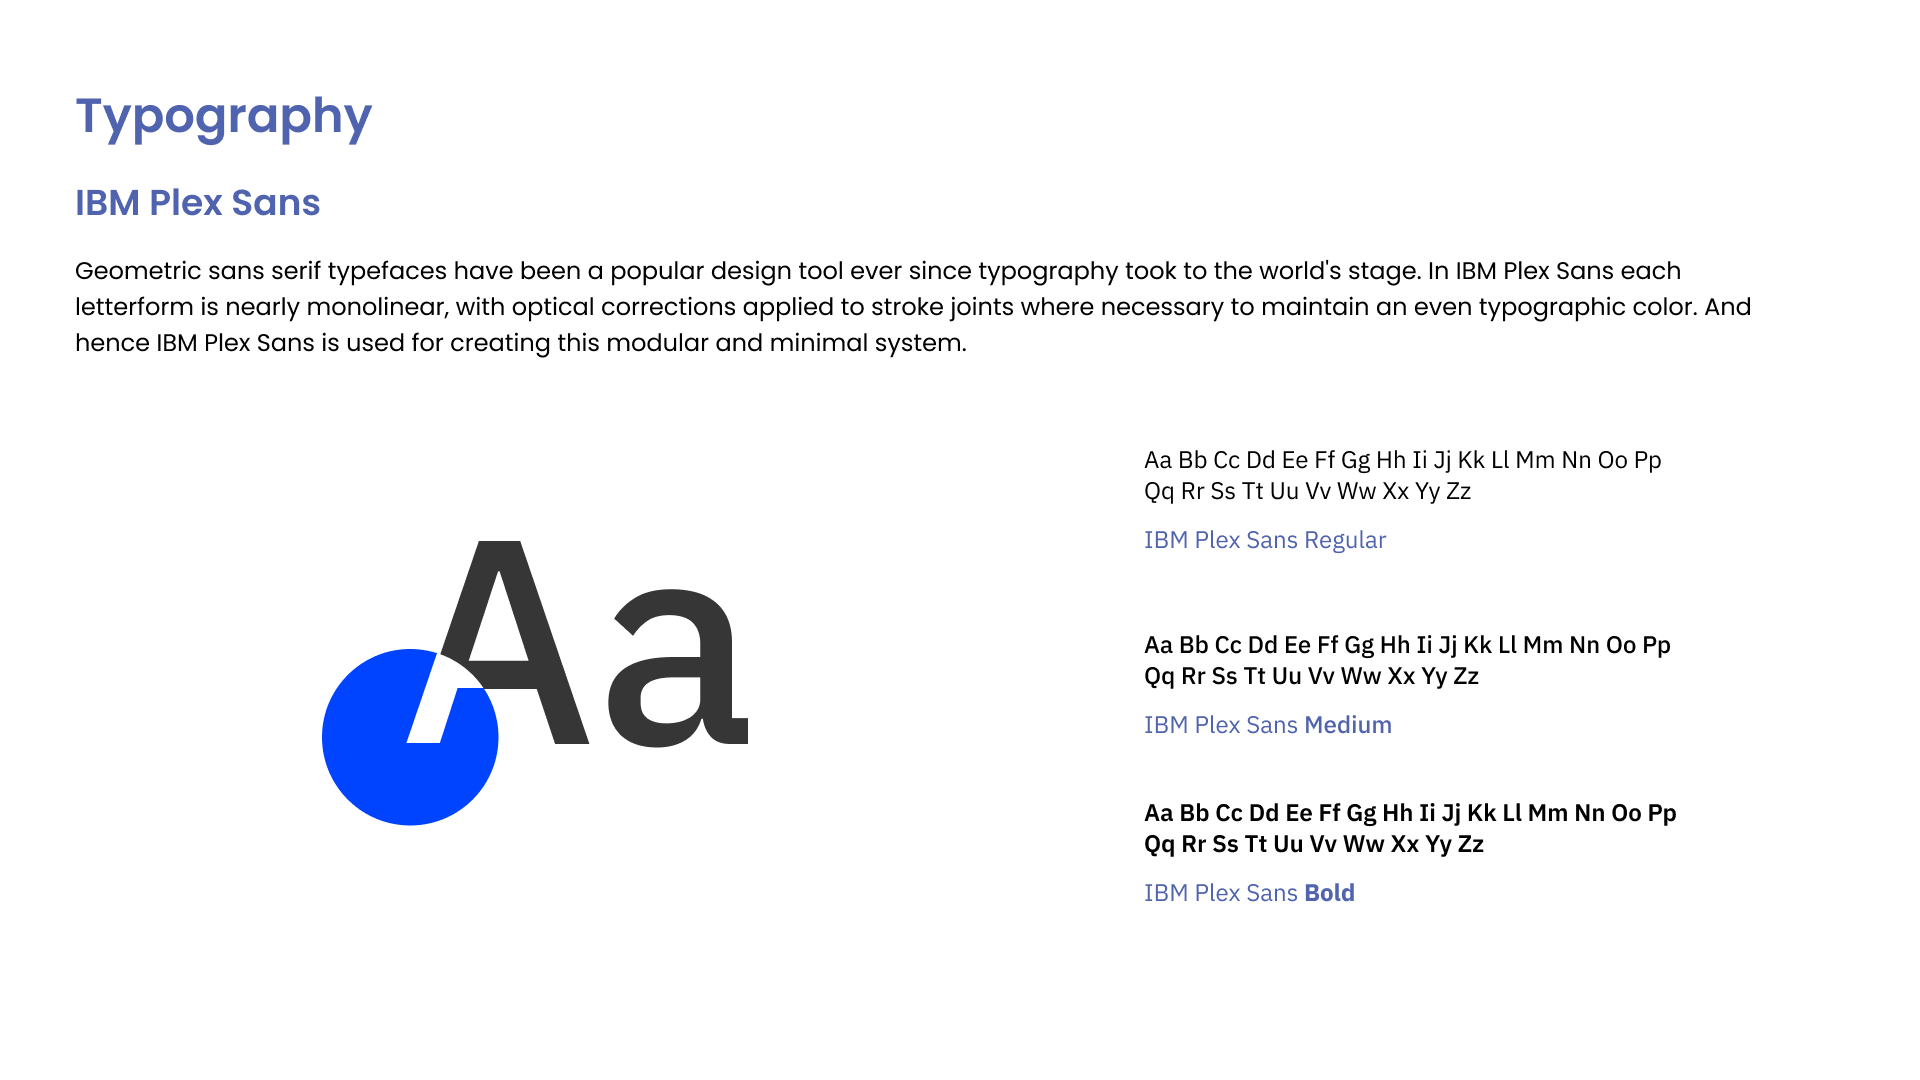 Typography
IBM Plex Sans
Geometric sans serif typefaces have been a popular design tool ever since typography took to the world's stage. In IBM Plex Sans each
letterform is nearly monolinear, with optical corrections applied to stroke joints where necessary to maintain an even typographic color. And
hence IBM Plex Sans is used for creating this modular and minimal system.
Aa
Aa Bb Cc Dd Ee Ff Gg Hh Ii Jj Kk Ll Mm Nn Oo Pp
Qq Rr Ss Tt Uu Vv Ww Xx Yy Zz
IBM Plex Sans Regular
Aa Bb Cc Dd Ee Ff Gg Hh Ii Jj Kk Ll Mm Nn Oo Pp
Qq Rr Ss Tt Uu Vv Ww Xx Yy Zz
IBM Plex Sans Medium
Aa Bb Cc Dd Ee Ff Gg Hh Ii Jj Kk Ll Mm Nn Oo Pp
Qq Rr Ss Tt Uu Vv Ww Xx Yy Zz
IBM Plex Sans Bold